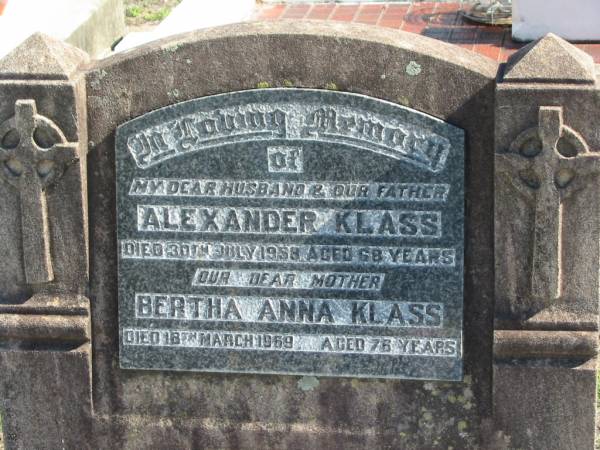 In Loving Memory
of
MY DEAR HUSBAND & OUR FATHER
ALEXANDER KLASS
DIED 30TH JULY 1958 AGED 68 YEARS
OUR DEAR MOTHER
BERTHA ANNA KLASS
DIED 18TH MARCH 1969 AGED 76 YEARS